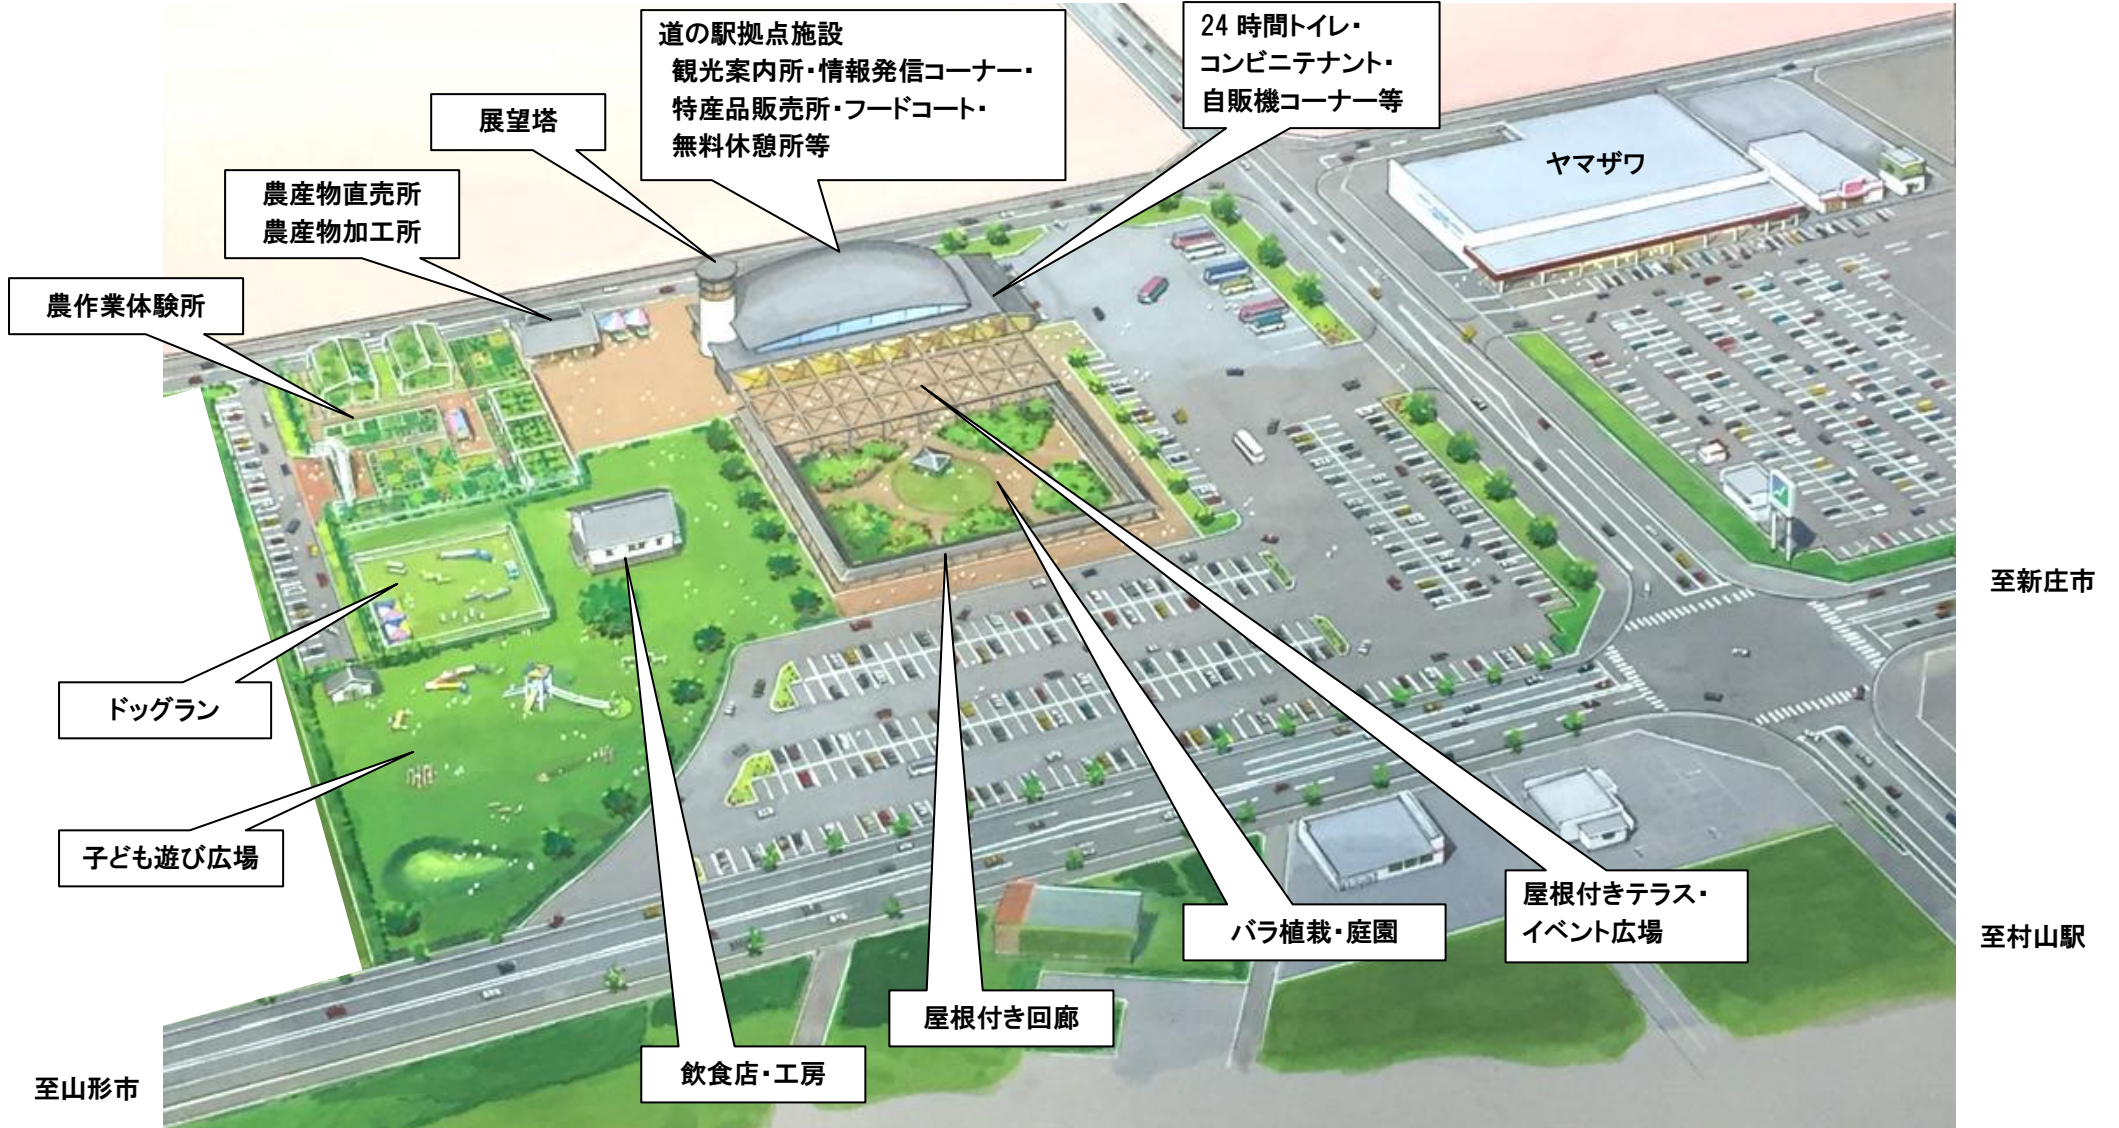 道の駅拠点施設
観光案内所・情報発信コーナー・
特産品販売所・フードコート・
無料休憩所等
24 時間トイレ・
コンビニテナント・
自販機コーナー等
展望塔
ヤマザワ
農産物直売所
農産物加工所
農作業体験所
至新庄市
ドッグラン
子ども遊び広場
屋根付きテラス・
イベント広場
バラ植栽・庭園
至村山駅
屋根付き回廊
飲食店・工房
至山形市